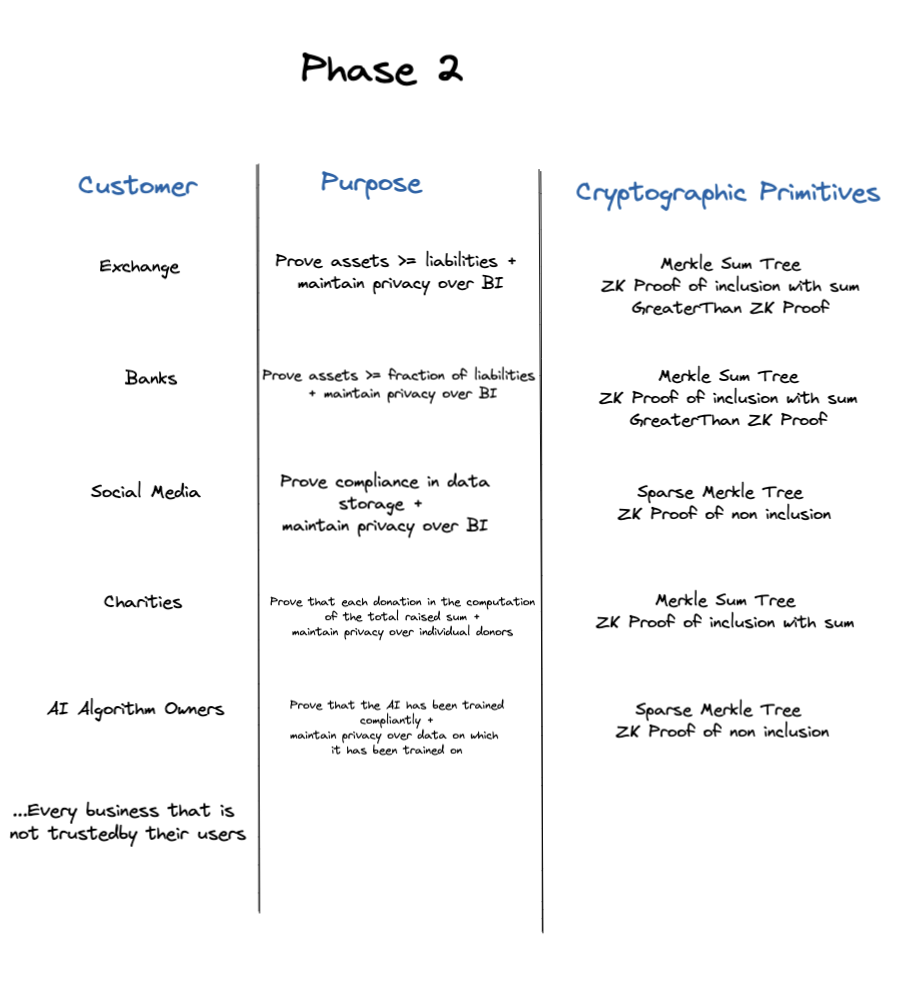 Phase 2
Customer
Purpose
Cryptographic Primitives
Exchange
Prove assets >= liabilities +
maintain privacy over BI
Merkle Sum Tree
ZK Proof of inclusion with sum
GreaterThan ZK Proof
Banks
Prove assets >= fraction of liabilities
+ maintain privacy over BI
Merkle Sum Tree
ZK Proof of inclusion with sum
GreaterThan ZK Proof
Social Media
Prove compliance in data
storage +
maintain privacy over BI
Sparse Merkle Tree
ZK Proof of non inclusion
Charities
Prove that each donation in the computation
of the total raised sum +
maintain privacy over individual donors
Merkle Sum Tree
ZK Proof of inclusion with sum
AI Algorithm Owners
Prove that the AI has been trained
compliantly +
maintain privacy over data on which
it has been trained on
Sparse Merkle Tree
ZK Proof of non inclusion
...Every business that is
not trustedby their users